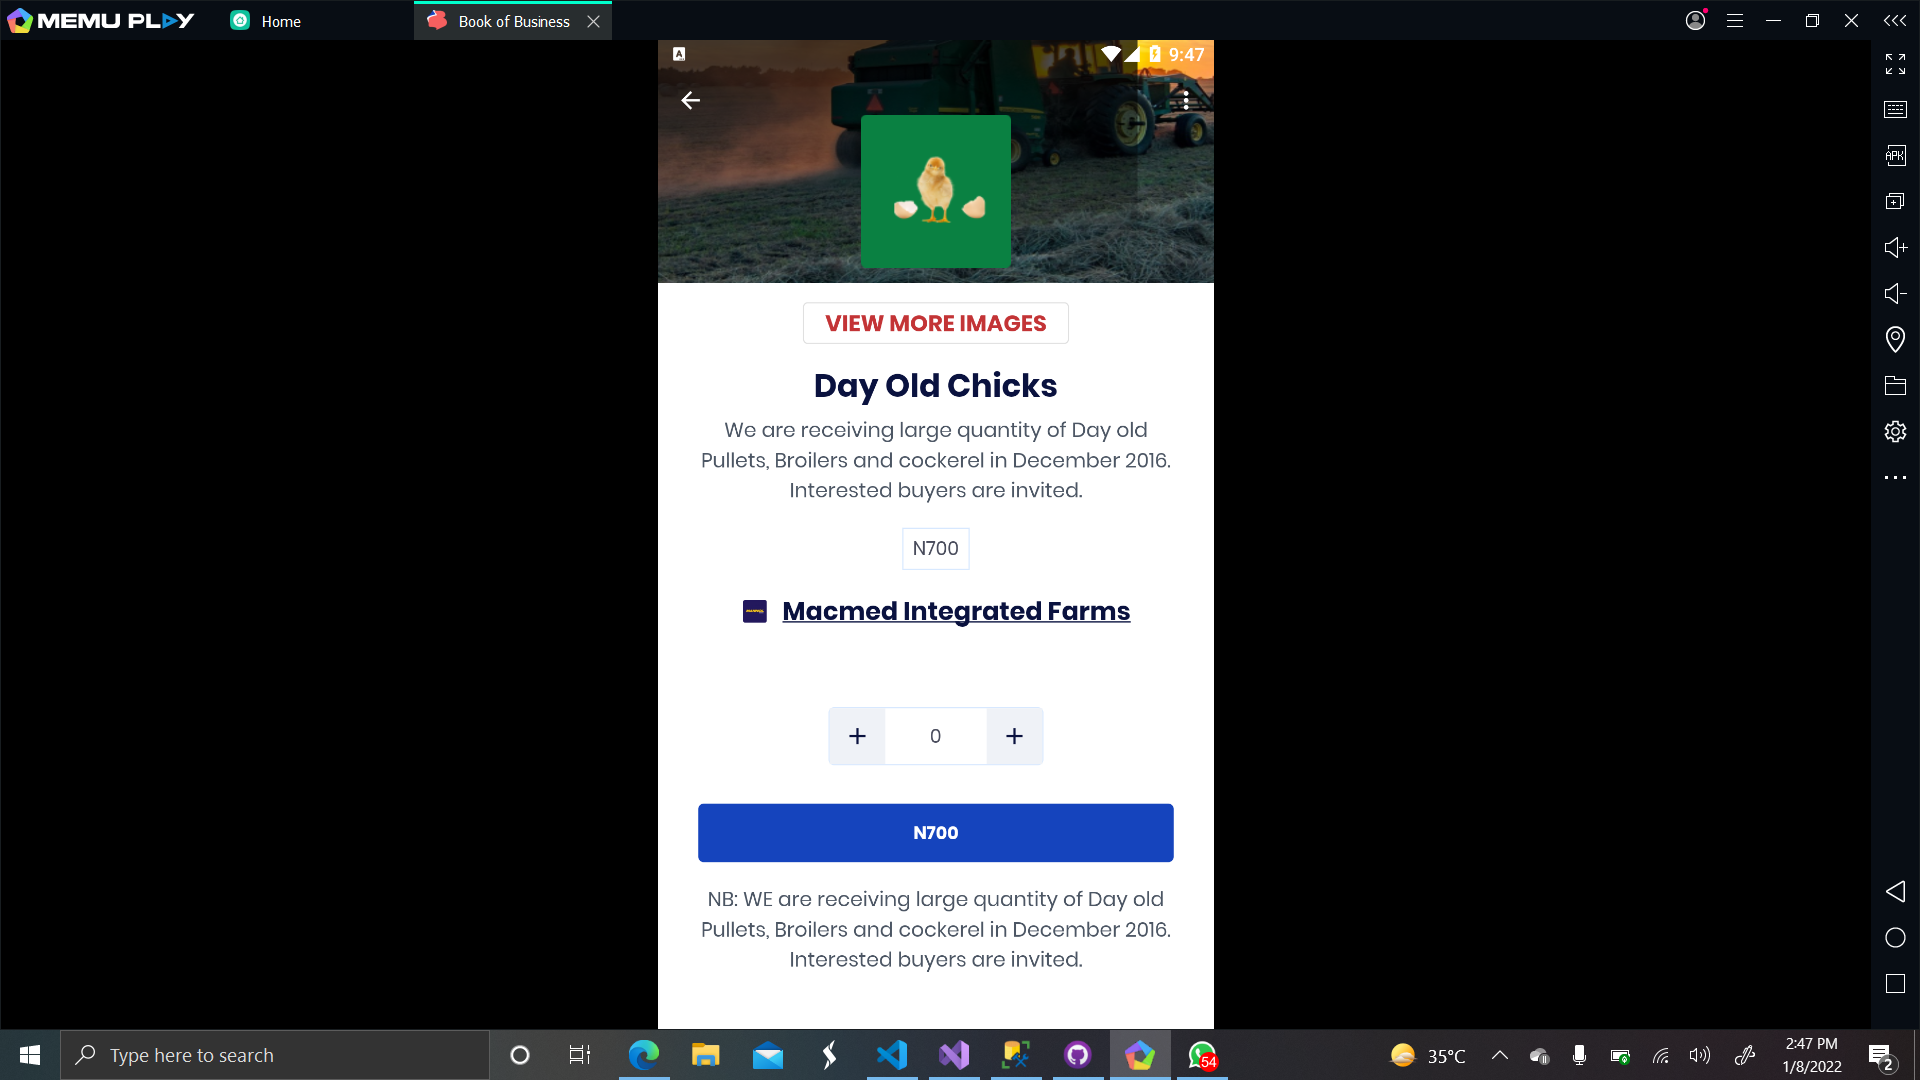 MEMU PLAY
Home
Book of Business
A
9:47
VIEW MORE IMAGES
Day Old Chicks
We are receiving large quantity of Day old
Pullets, Broilers and cockerel in December 2016.
Interested buyers are invited.
N700
Macmed Integrated Farms
+ 0 +
N700
NB: WE are receiving large quantity of Day old
Pullets, Broilers and cockerel in December 2016.
Interested buyers are invited.
APK
Type here to search
54
35°C
2:47 PM
1/8/2022
2